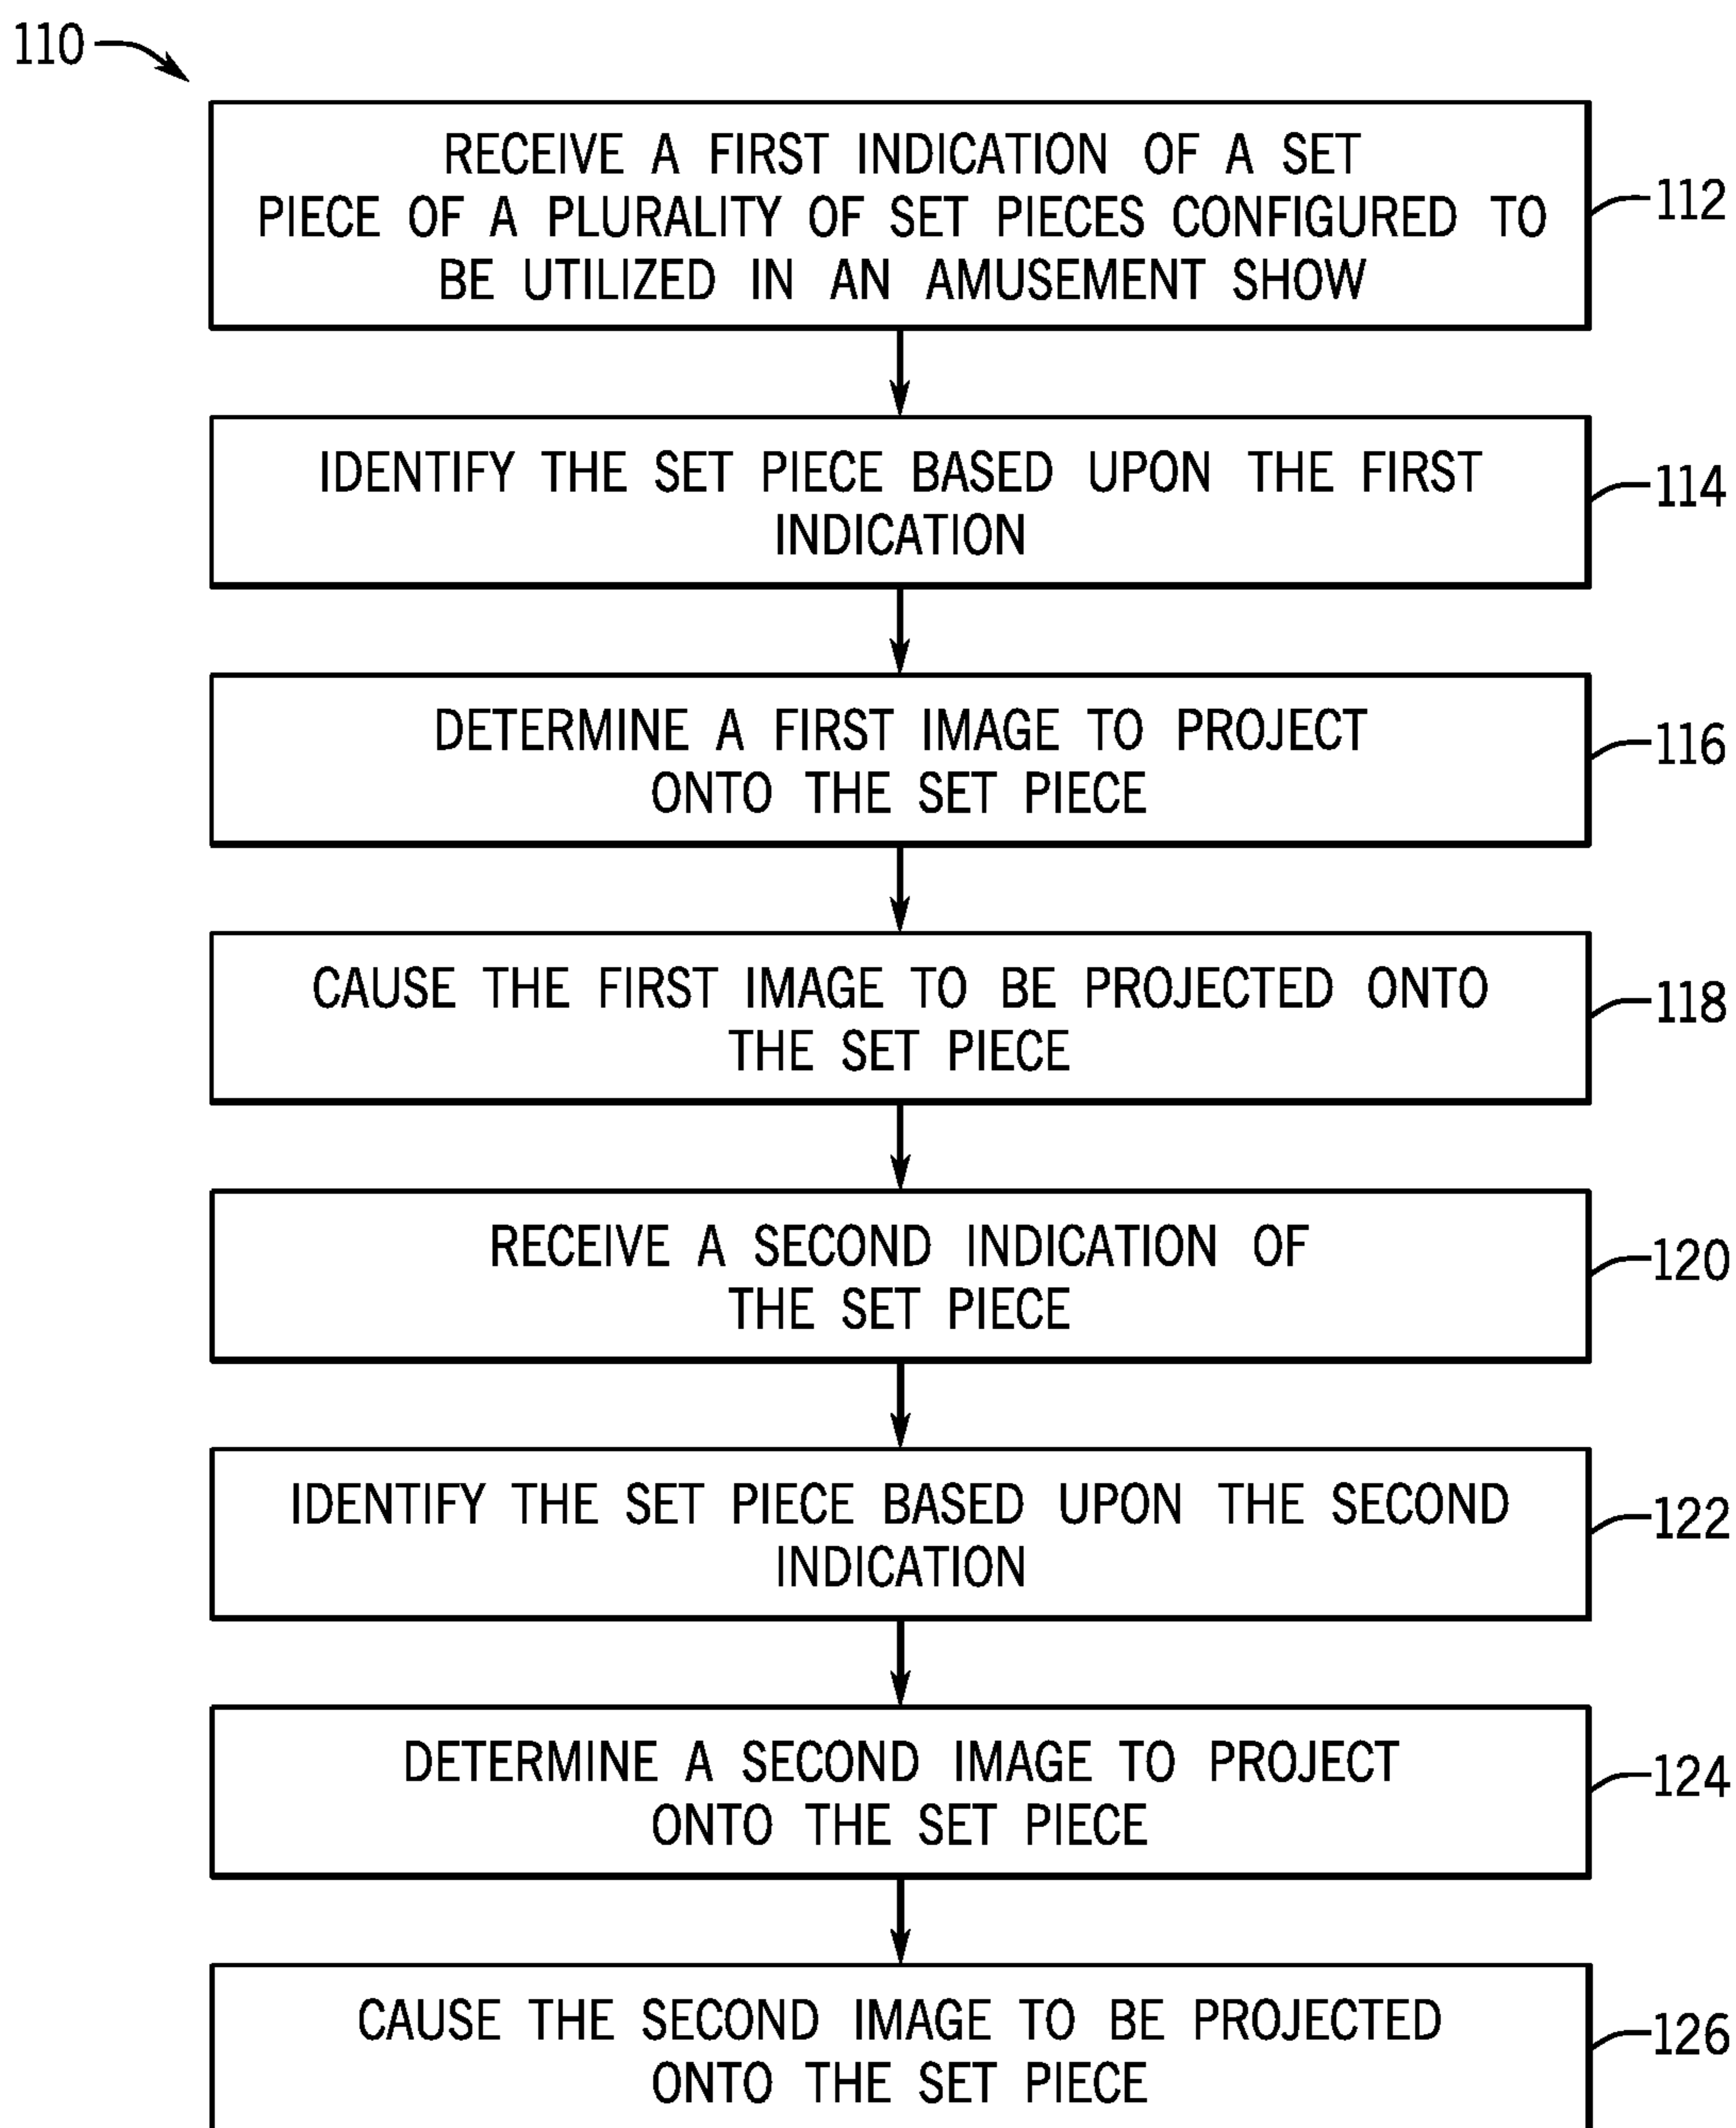 110
RECEIVE A FIRST INDICATION OF A SET
PIECE OF A PLURALITY OF SET PIECES CONFIGURED TO
BE UTILIZED IN AN AMUSEMENT SHOW
112
IDENTIFY THE SET PIECE BASED UPON THE FIRST
INDICATION
114
DETERMINE A FIRST IMAGE TO PROJECT
ONTO THE SET PIECE
116
CAUSE THE FIRST IMAGE TO BE PROJECTED ONTO
THE SET PIECE
118
RECEIVE A SECOND INDICATION OF
THE SET PIECE
120
IDENTIFY THE SET PIECE BASED UPON THE SECOND
INDICATION
122
DETERMINE A SECOND IMAGE TO PROJECT
ONTO THE SET PIECE
124
CAUSE THE SECOND IMAGE TO BE PROJECTED
ONTO THE SET PIECE
126